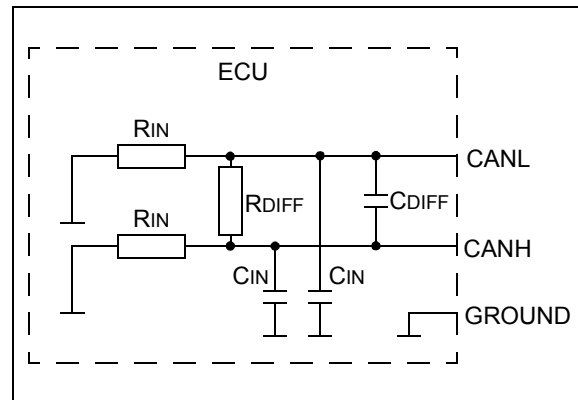 ECU
RIN
CANL
RDIFF
CDIFF
RIN
CANH
CIN
CIN
GROUND